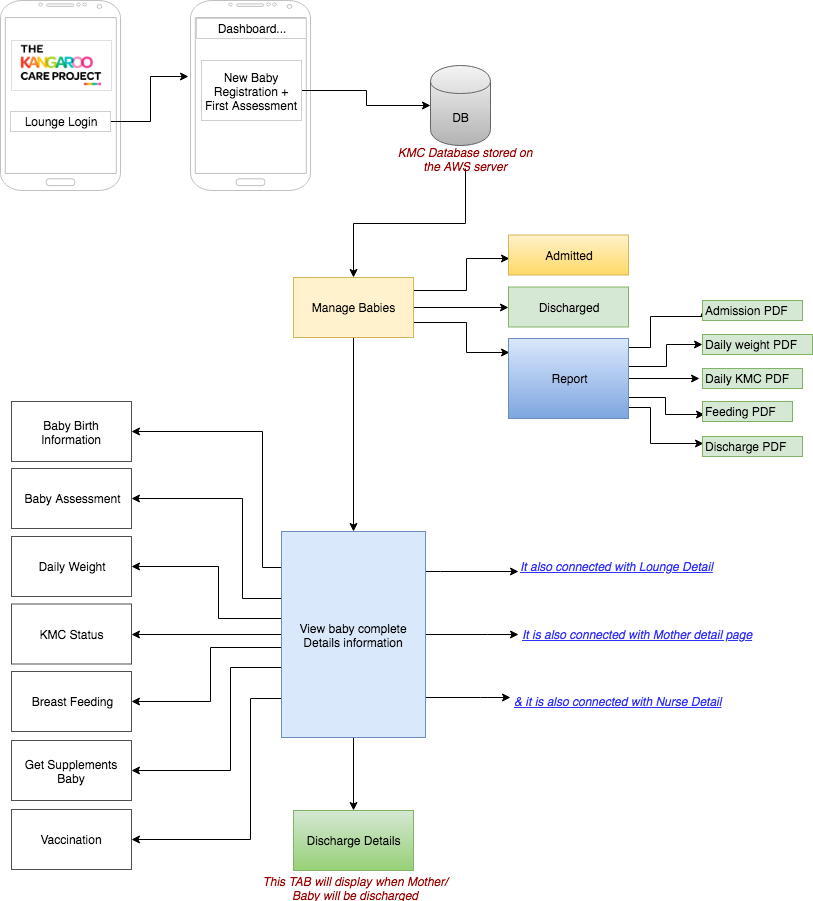 THE
KANGAROO
CARE PROJECT
Lounge Login
Dashboard...
New Baby
Registration +
First Assessment
DB
KMC Database stored on
the AWS server
Manage Babies
Admitted
Discharged
Report
Admission PDF
Daily weight PDF
Daily KMC PDF
Feeding PDF
Discharge PDF
Baby Birth
Information
Baby Assessment
Daily Weight
KMC Status
Breast Feeding
Get Supplements
Baby
Vaccination
View baby complete
Details information
It also connected with Lounge Detail
It is also connected with Mother detail page
& it is also connected with Nurse Detail
Discharge Details
This TAB will display when Mother/
Baby will be discharged